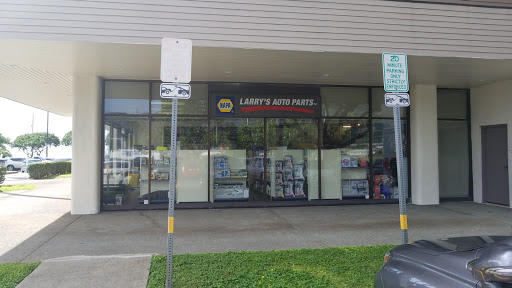 NAPA
LARRY'S AUTO PARTS
20
MINUTE
PARKING
ONLY
STRICTLY